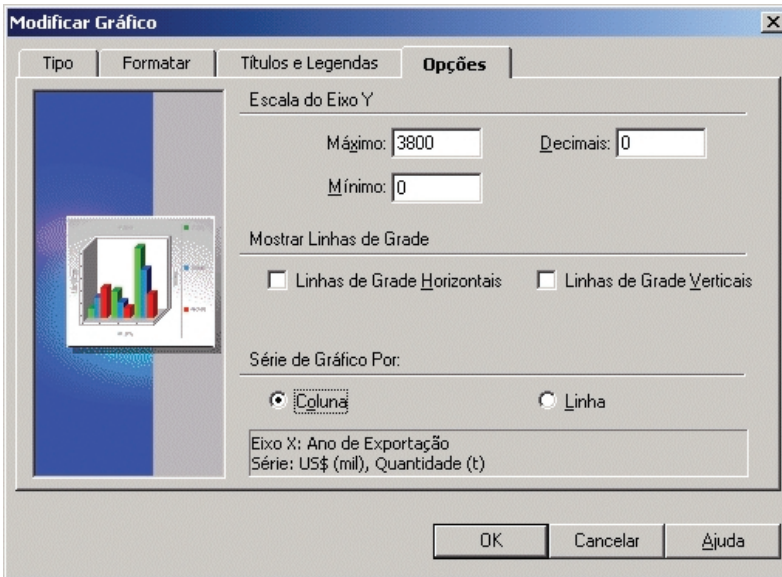 Modificar Gráfico
Tipo Formatar Títulos e Legendas Opções
Escala do Eixo Y
Máximo: 3800 Decimais: 0
Mínimo: 0
Mostrar Linhas de Grade
Linhas de Grade Horizontais Linhas de Grade Verticais
Série de Gráfico Por:
Coluna Linha
Eixo X: Ano de Exportação
Série: US$ (mil), Quantidade (t)
OK Cancelar Ajuda